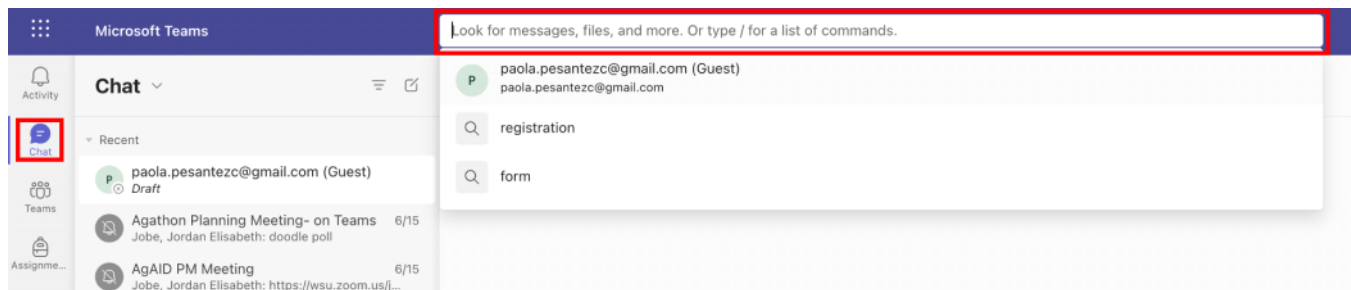 Microsoft Teams
Look for messages, files, and more. Or type / for a list of commands.
Activity
Chat
Teams
Assignme...
Chat
Recent
P
paola.pesantezc@gmail.com (Guest)
Draft
Agathon Planning Meeting- on Teams 6/15
Jobe, Jordan Elisabeth: doodle poll
AgAID PM Meeting 6/15
Jobe, Jordan Elisabeth: https://wsu.zoom.us/j...
P
paola.pesantezc@gmail.com (Guest)
paola.pesantezc@gmail.com
registration
form